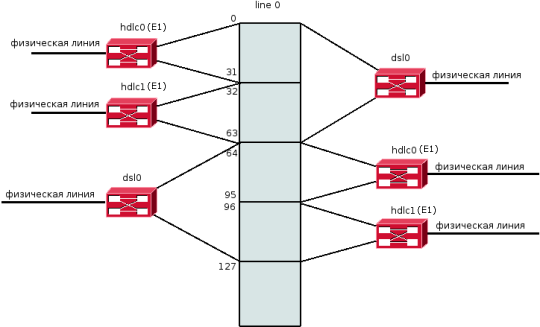 line 0
0
hdlc0 (E1)
физическая линия
31
32
hdlc1 (E1)
физическая линия
63
64
dsl0
физическая линия
95
96
127
dsl0
физическая линия
hdlc0 (E1)
физическая линия
hdlc1 (E1)
физическая линия